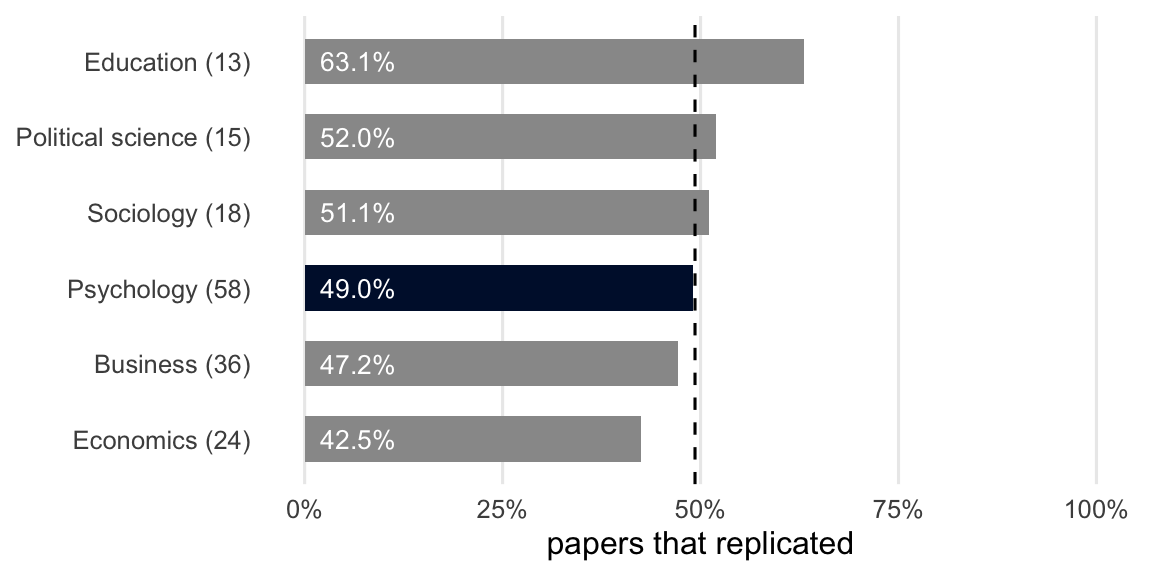 Education (13) 63.1%
Political science (15) 52.0%
Sociology (18) 51.1%
Psychology (58) 49.0%
Business (36) 47.2%
Economics (24) 42.5%
0% 25% 50% 75% 100%
papers that replicated